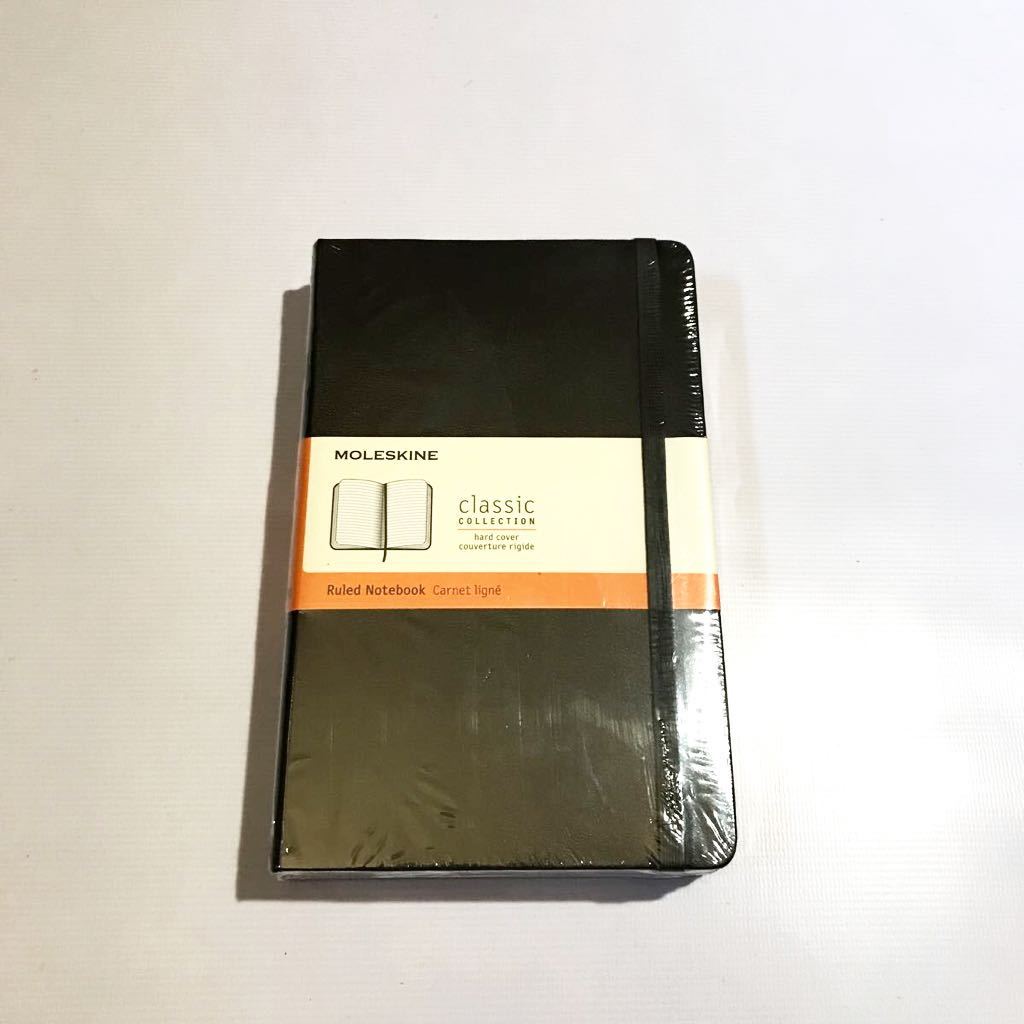 MOLESKINE
classic
COLLECTION
hard cover
couverture rigide
Ruled Notebook Carnet ligné